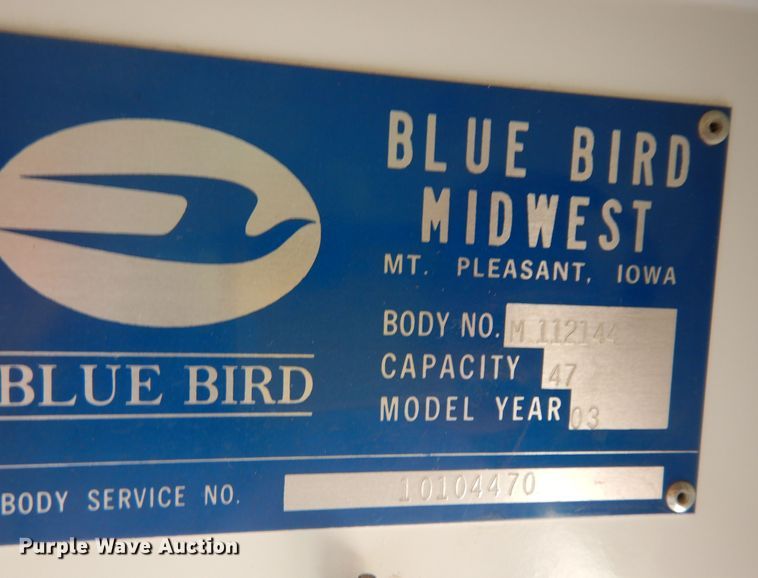 BLUE BIRD
MIDWEST
MT. PLEASANT, IOWA
BODY NO. M 112144
CAPACITY 47
MODEL YEAR 03
BLUE BIRD
BODY SERVICE NO. 10104470
Purple Wave Auction